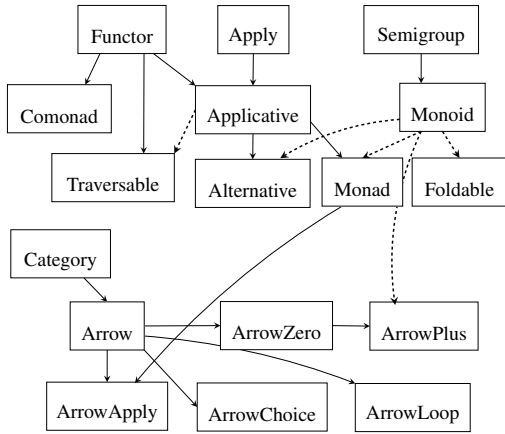 Functor
Apply
Semigroup
Comonad
Applicative
Monoid
Traversable
Alternative
Monad
Foldable
Category
Arrow
ArrowZero
ArrowPlus
ArrowApply
ArrowChoice
ArrowLoop